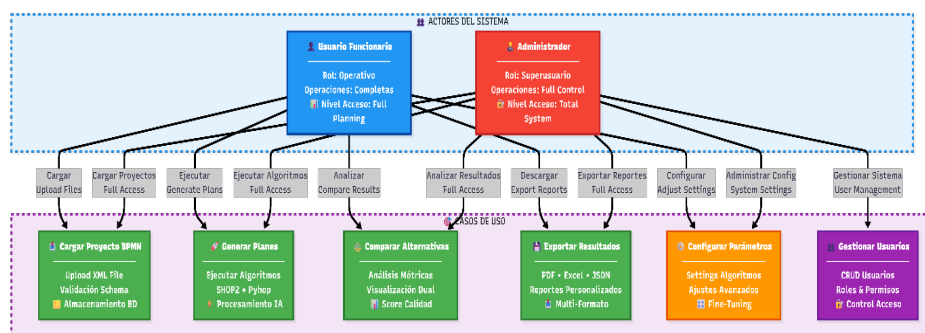 ACTORES DEL SISTEMA
Usuario Funcionario
Rol: Operativo
Operaciones: Completas
Nivel Acceso: Full
Planning
Administrador
Rol: Superusuario
Operaciones: Full Control
Nivel Acceso: Total
System
Cargar
Upload Files
Cargar Proyectos
Full Access
Ejecutar
Generate Plans
Ejecutar Algoritmos
Full Access
Analizar
Compare Results
Analizar Resultados
Full Access
Descargar
Export Reports
Exportar Reportes
Full Access
Configurar
Adjust Settings
Administrar Config
System Settings
Gestionar Sistema
User Management
CASOS DE USO
Cargar Proyecto BPMN
Upload XML File
Validación Schema
Almacenamiento BD
Generar Planes
Ejecutar Algoritmos
SHOP2 + Pyhop
Procesamiento IA
Comparar Alternativas
Análisis Métricas
Visualización Dual
Score Calidad
Exportar Resultados
PDF • Excel • JSON
Reportes Personalizados
Multi-Formato
Configurar Parámetros
Settings Algoritmos
Ajustes Avanzados
Fine-Tuning
Gestionar Usuarios
CRUD Usuarios
Roles & Permisos
Control Acceso